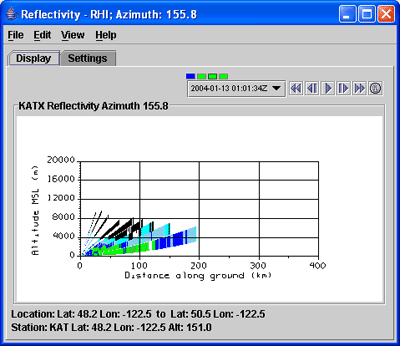 Reflectivity - RHI; Azimuth: 155.8
File Edit View Help
Display Settings
2004-01-13 01:01:34Z
KATX Reflectivity Azimuth 155.8
20000
16000
12000
8000
4000
0
Altitude MSL (m)
0 100 200 300 400
Distance along ground (km)
Location: Lat: 48.2 Lon: -122.5 to Lat: 50.5 Lon: -122.5
Station: KAT Lat: 48.2 Lon: -122.5 Alt: 151.0